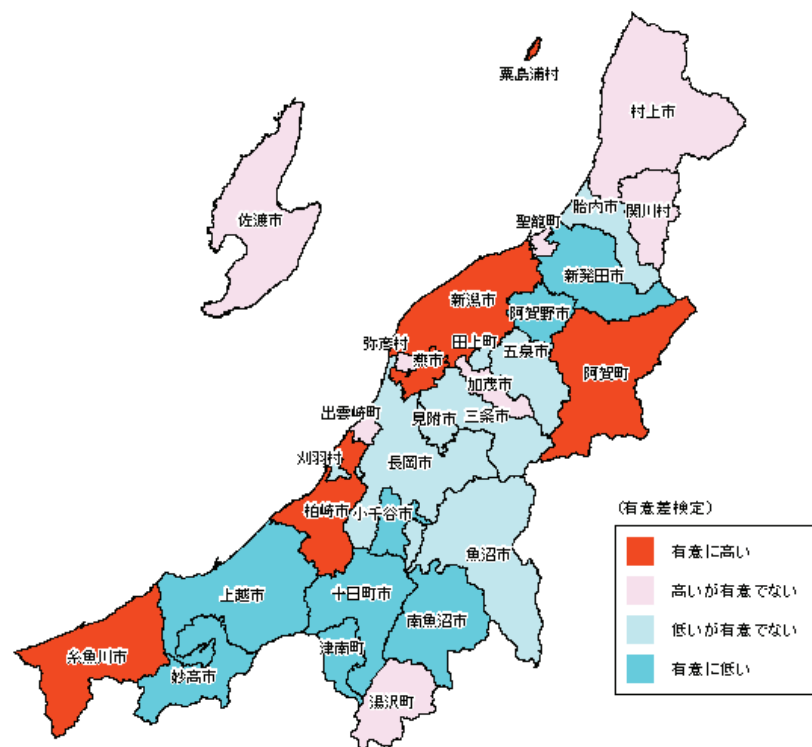 粟島浦村
村上市
佐渡市
胎内市
関川村
聖籠町
新発田市
新潟市
阿賀野市
弥彦村
燕市
田上町
五泉市
阿賀町
加茂市
出雲崎町
見附市
三条市
刈羽村
長岡市
柏崎市
小千谷市
魚沼市
上越市
十日町市
南魚沼市
糸魚川市
妙高市
津南町
湯沢町
(有意差検定)
有意に高い
高いが有意でない
低いが有意でない
有意に低い